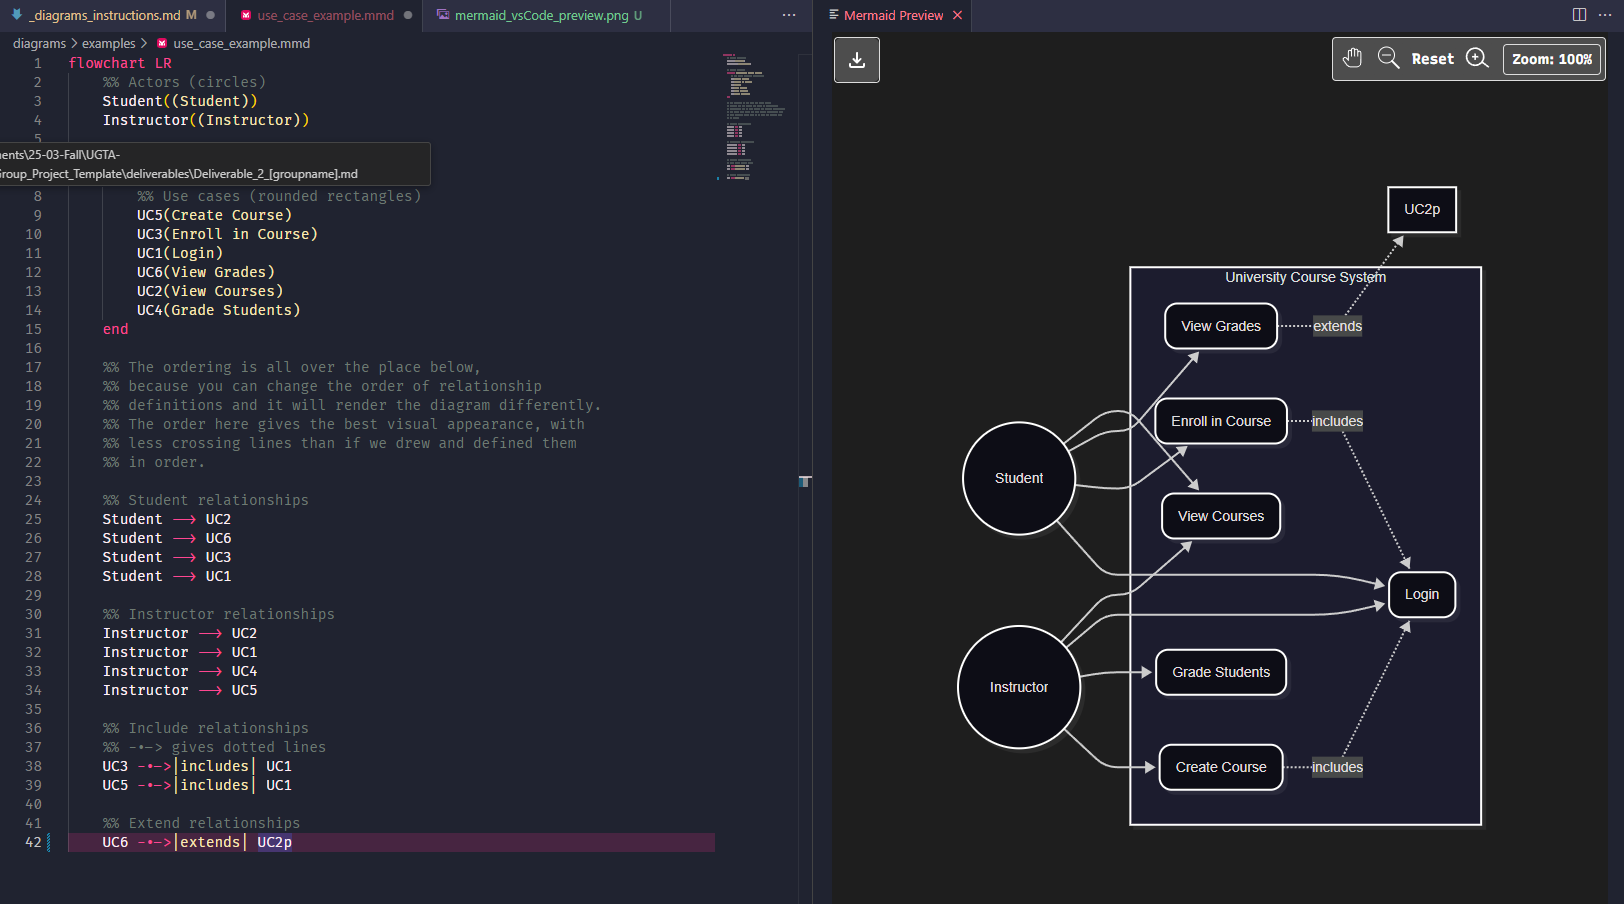 _diagrams_instructions.md M
use_case_example.mmd
mermaid_vsCode_preview.png U
Mermaid Preview
diagrams > examples > use_case_example.mmd
1 flowchart LR
2 %% Actors (circles)
3 Student((Student))
4 Instructor((Instructor))
5
ents\25-03-Fall\UGTA-
Group_Project_Template\deliverables\Deliverable_2_[groupname].md
8 %% Use cases (rounded rectangles)
9 UC5(Create Course)
10 UC3(Enroll in Course)
11 UC1(Login)
12 UC6(View Grades)
13 UC2(View Courses)
14 UC4(Grade Students)
15 end
16
17 %% The ordering is all over the place below,
18 %% because you can change the order of relationship
19 %% definitions and it will render the diagram differently.
20 %% The order here gives the best visual appearance, with
21 %% less crossing lines than if we drew and defined them
22 %% in order.
23
24 %% Student relationships
25 Student --> UC2
26 Student --> UC6
27 Student --> UC3
28 Student --> UC1
29
30 %% Instructor relationships
31 Instructor --> UC2
32 Instructor --> UC1
33 Instructor --> UC4
34 Instructor --> UC5
35
36 %% Include relationships
37 %% -.-> gives dotted lines
38 UC3 -.->|includes| UC1
39 UC5 -.->|includes| UC1
40
41 %% Extend relationships
42 UC6 -.->|extends| UC2p
Reset
Zoom: 100%
UC2p
University Course System
View Grades
extends
Enroll in Course
includes
Student
View Courses
Login
Grade Students
Instructor
Create Course
includes